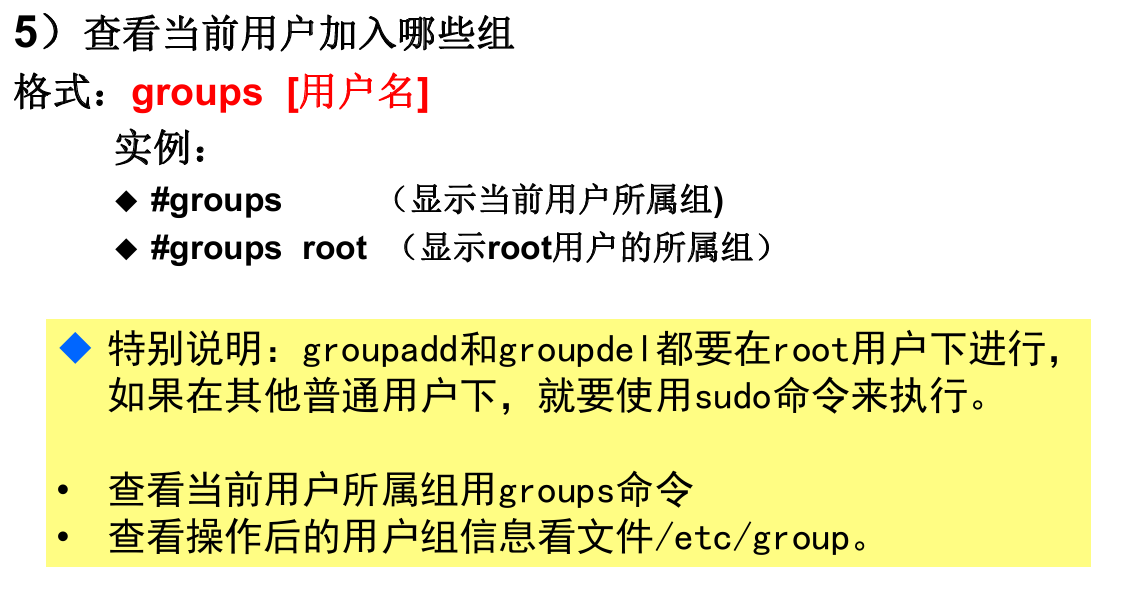 5）查看当前用户加入哪些组
格式：groups [用户名]
实例：
◆ #groups （显示当前用户所属组)
◆ #groups root （显示root用户的所属组）
◆ 特别说明：groupadd和groupdel都要在root用户下进行，
如果在其他普通用户下，就要使用sudo命令来执行。
• 查看当前用户所属组用groups命令
• 查看操作后的用户组信息看文件/etc/group。